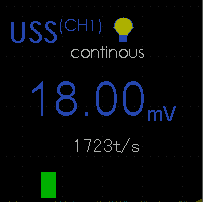 USS(CH1)
continous
18.00mV
1723t/s